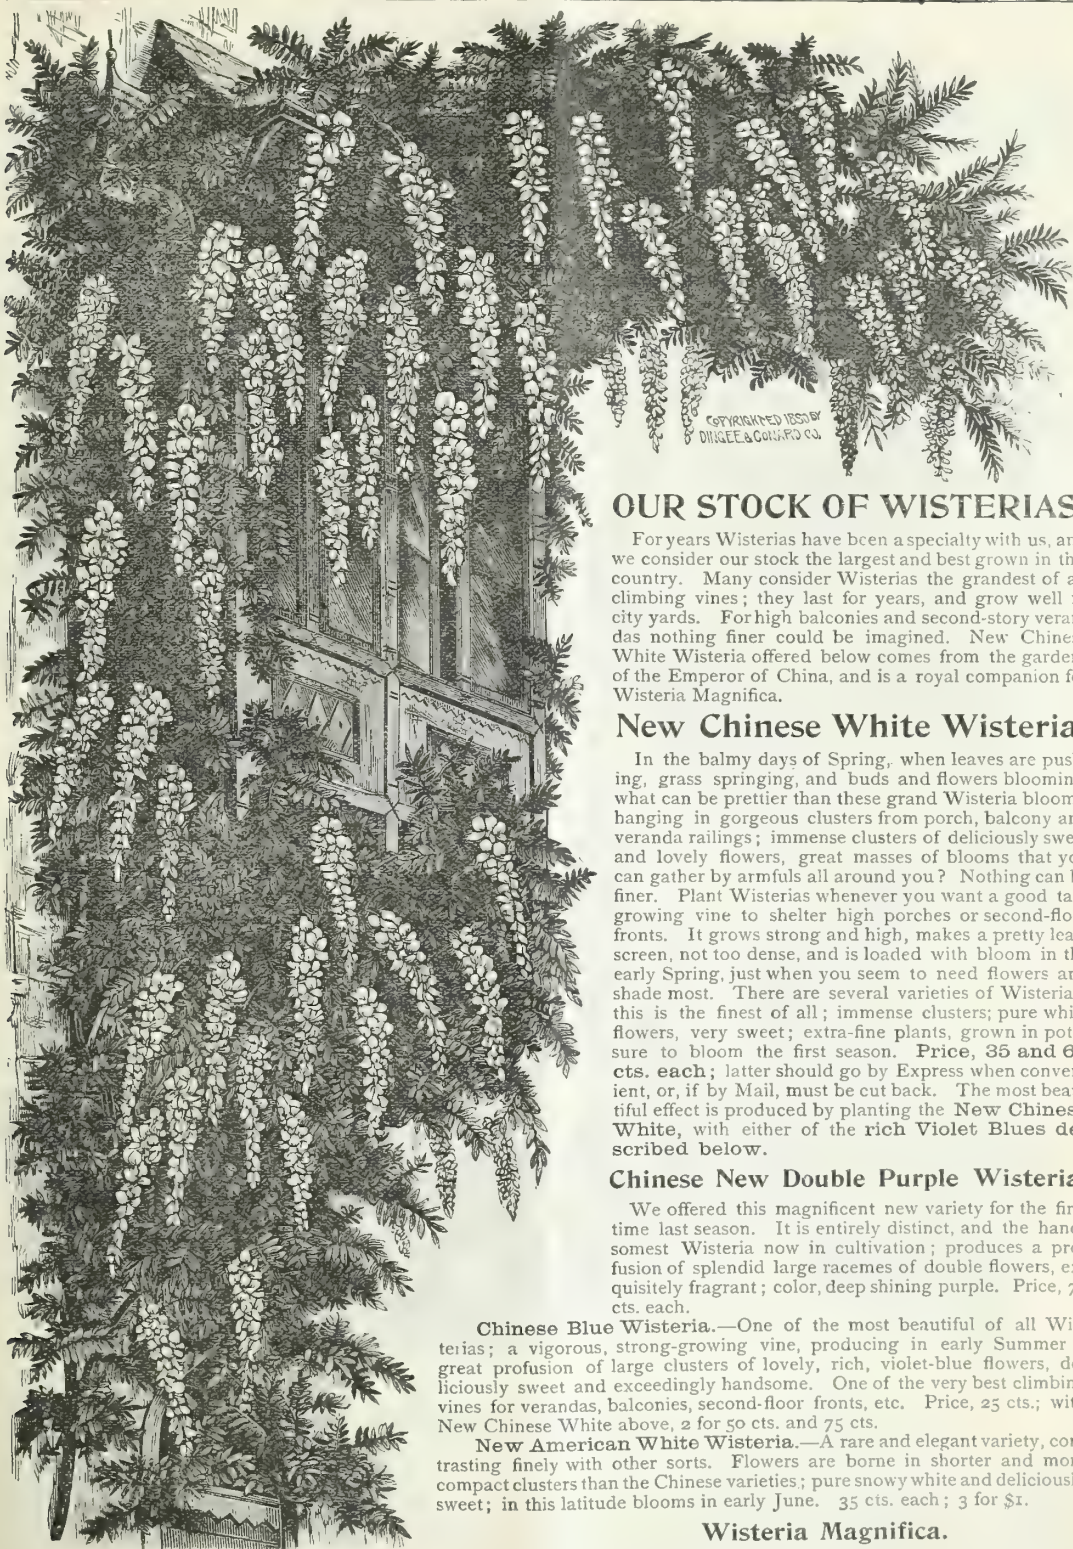 COPYRIGHTED BY
DINGEE & CONARD CO.
OUR STOCK OF WISTERIAS
For years Wisterias have been a specialty with us, an
we consider our stock the largest and best grown in th
country. Many consider Wisterias the grandest of a
climbing vines; they last for years, and grow well
city yards. For high balconies and second-story veran
das nothing finer could be imagined. New Chines
White Wisteria offered below comes from the garden
of the Emperor of China, and is a royal companion fo
Wisteria Magnifica.
New Chinese White Wisteria
In the balmy days of Spring, when leaves are push
ing, grass springing, and buds and flowers bloomin
what can be prettier than these grand Wisteria bloom
hanging in gorgeous clusters from porch, balcony an
veranda railings; immense clusters of deliciously swe
and lovely flowers, great masses of blooms that yo
can gather by armfuls all around you? Nothing can b
finer. Plant Wisterias whenever you want a good ta
growing vine to shelter high porches or second-flo
fronts. It grows strong and high, makes a pretty lea
screen, not too dense, and is loaded with bloom in th
early Spring, just when you seem to need flowers an
shade most. There are several varieties of Wisteria
this is the finest of all; immense clusters; pure whi
flowers, very sweet; extra-fine plants, grown in pot
sure to bloom the first season. Price, 35 and 6
cts. each; latter should go by Express when conven
ient, or, if by Mail, must be cut back. The most beau
tiful effect is produced by planting the New Chines
White, with either of the rich Violet Blues de
scribed below.
Chinese New Double Purple Wisteria
We offered this magnificent new variety for the fir
time last season. It is entirely distinct, and the hand
somest Wisteria now in cultivation; produces a pro
fusion of splendid large racemes of double flowers, ex
quisitely fragrant; color, deep shining purple. Price, 7
cts. each.
Chinese Blue Wisteria.—One of the most beautiful of all Wi
terias; a vigorous, strong-growing vine, producing in early Summer
great profusion of large clusters of lovely, rich, violet-blue flowers, de
liciously sweet and exceedingly handsome. One of the very best climbin
vines for verandas, balconies, second-floor fronts, etc. Price, 25 cts.; wit
New Chinese White above, 2 for 50 cts. and 75 cts.
New American White Wisteria.—A rare and elegant variety, con
trasting finely with other sorts. Flowers are borne in shorter and mor
compact clusters than the Chinese varieties; pure snowy white and delicious
sweet; in this latitude blooms in early June. 35 cts. each; 3 for $1.
Wisteria Magnifica.